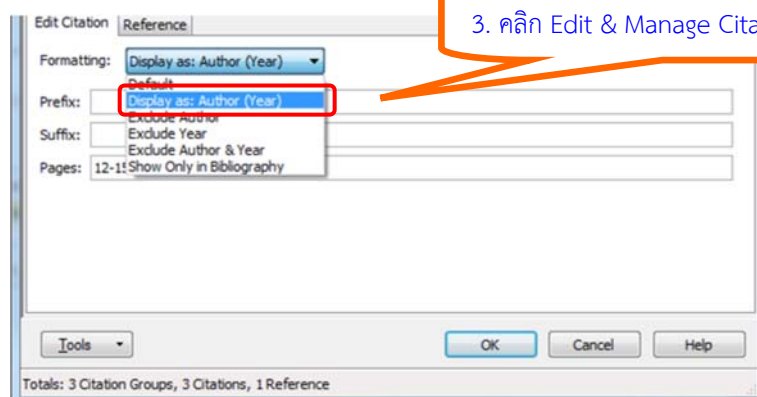 3. คลิก Edit & Manage
Edit Citation Reference
Formatting: Display as: Author (Year)
Default
Display as: Author (Year)
Prefix:
Exclude Author
Exclude Year
Suffix:
Exclude Author & Year
Pages: 12-15
Show Only in Bibliography
Tools
OK Cancel Help
Totals: 3 Citation Groups, 3 Citations, 1 Reference